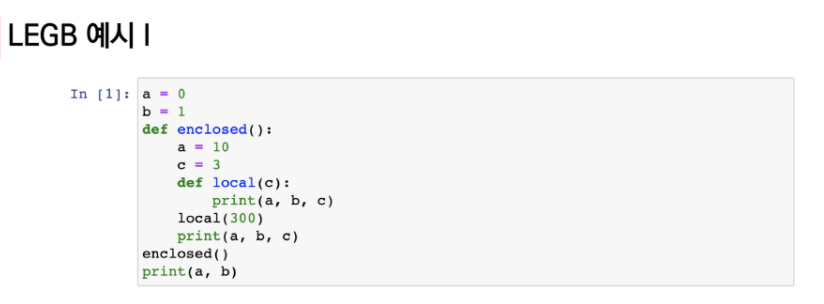 LEGB 예시 I
In [1]: a = 0
b = 1
def enclosed():
    a = 10
    c = 3
    def local(c):
        print(a, b, c)
    local(300)
    print(a, b, c)
enclosed()
print(a, b)